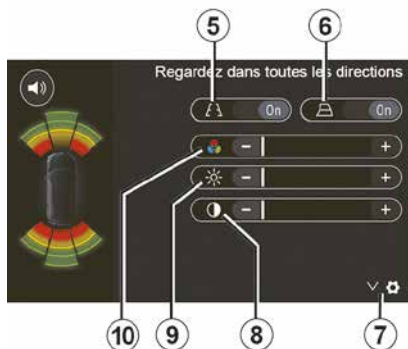 5 6
Regardez dans toutes les directions
On On
- +
- +
- +
10 9 8 7